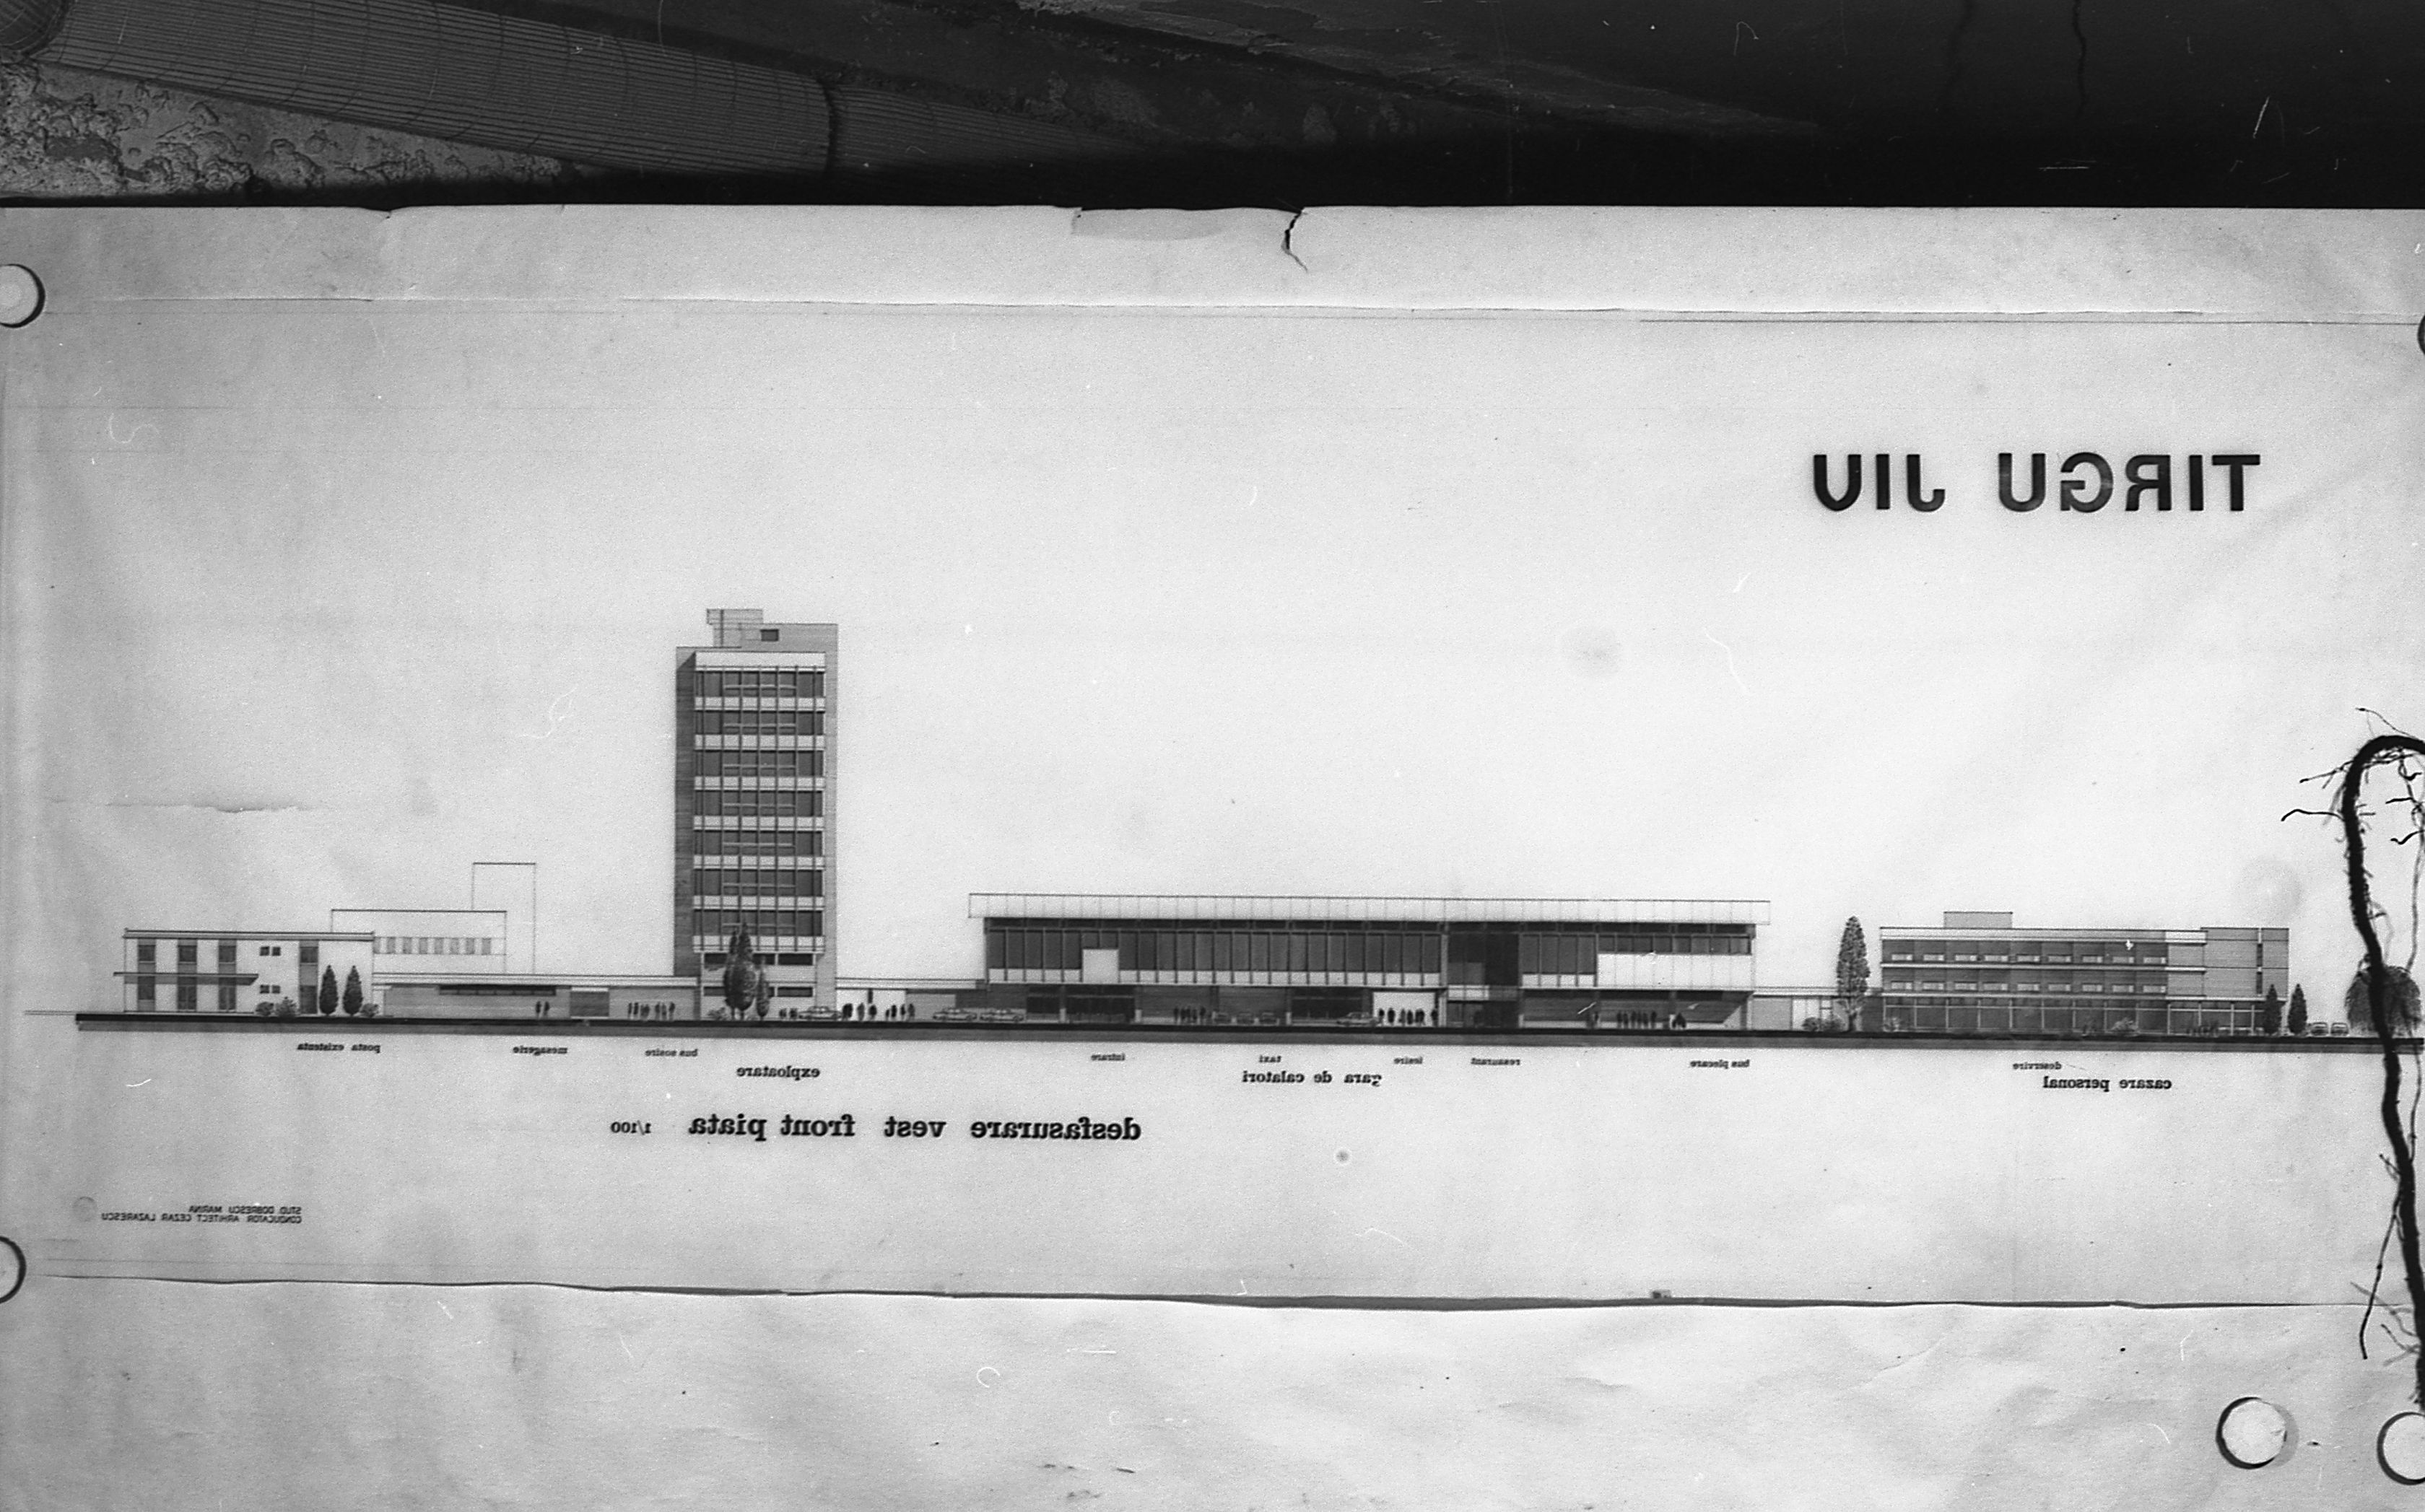 TIRGU JIU
cazare personal
deservire
bus plecare
restaurant
iesire
gara de calatori
taxi
intrare
exploatare
bus sosire
mesagerie
posta existenta
desfasurare vest front piata 1/100
STUD. DOBRESCU MARINA
CONDUCATOR ARHITECT CEZAR LAZARESCU